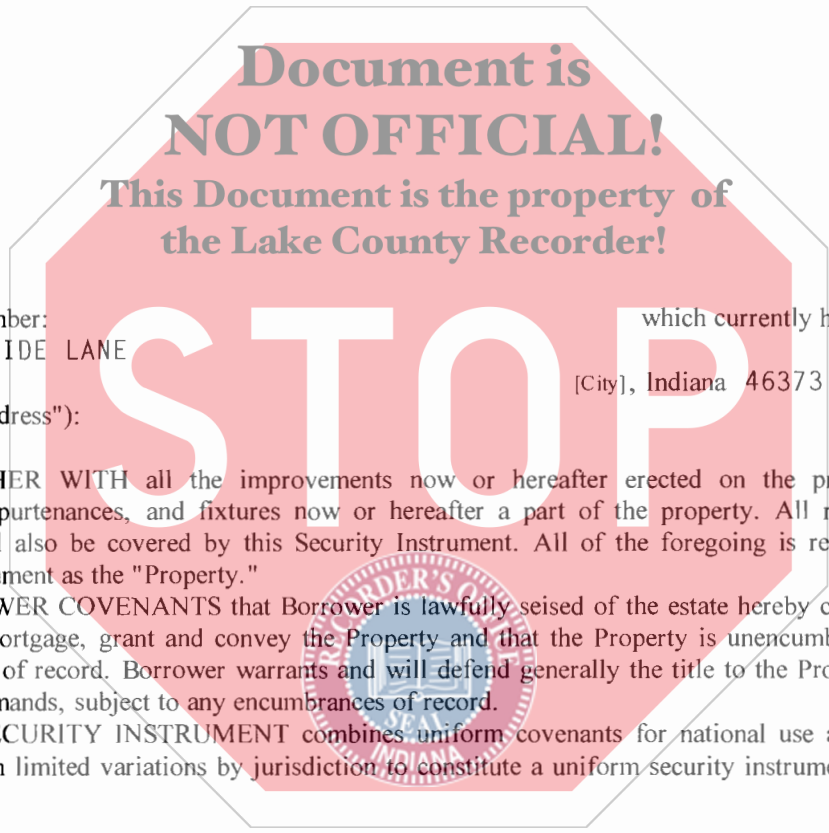 Document is
NOT OFFICIAL!
This Document is the property of
the Lake County Recorder!
STOP
mber: which currently h
IDE LANE
[City], Indiana 46373
dress"):
HER WITH all the improvements now or hereafter erected on the pr
purtenances, and fixtures now or hereafter a part of the property. All r
l also be covered by this Security Instrument. All of the foregoing is re
ment as the "Property."
WER COVENANTS that Borrower is lawfully seised of the estate hereby c
ortgage, grant and convey the Property and that the Property is unencumb
of record. Borrower warrants and will defend generally the title to the Pro
mands, subject to any encumbrances of record.
ECURITY INSTRUMENT combines uniform covenants for national use a
h limited variations by jurisdiction to constitute a uniform security instrume
RECORDER'S OFFICE
SEAL
INDIANA